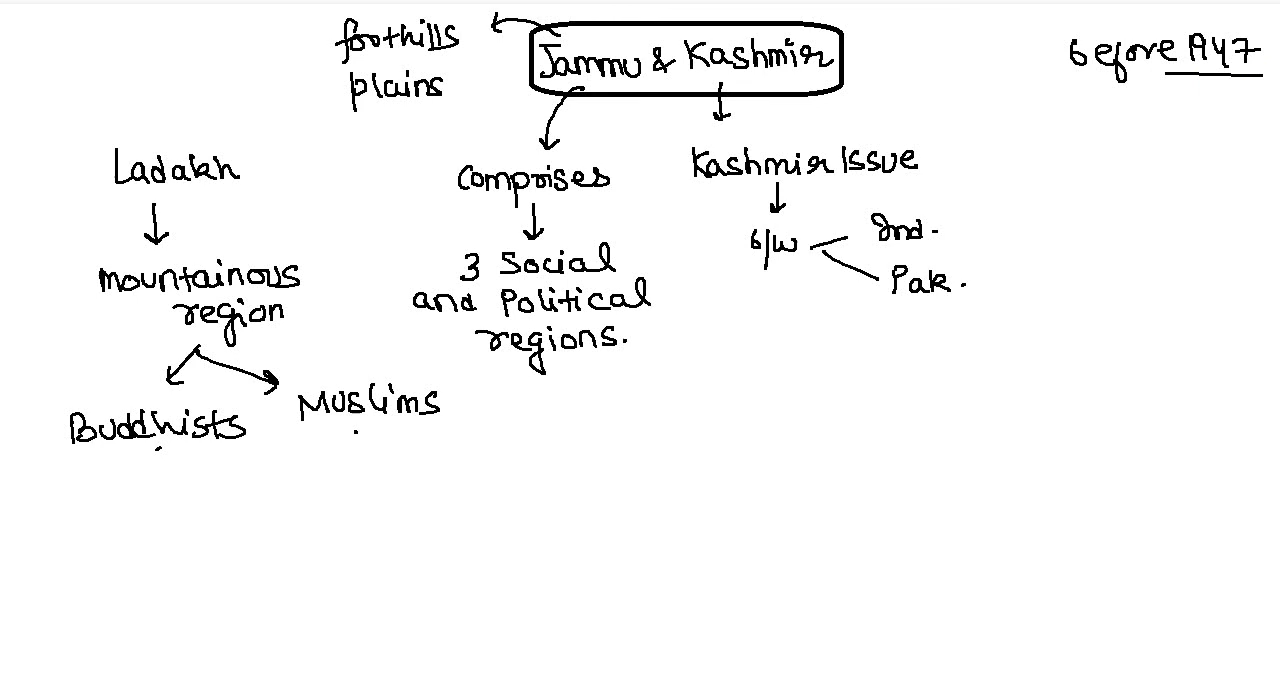 foothills
plains
Jammu & Kashmir
before 1947
Ladakh
Comprises
Kashmir Issue
b/w
Ind.
Pak.
3 Social
and Political
regions.
mountainous
region
Buddhists
Muslims